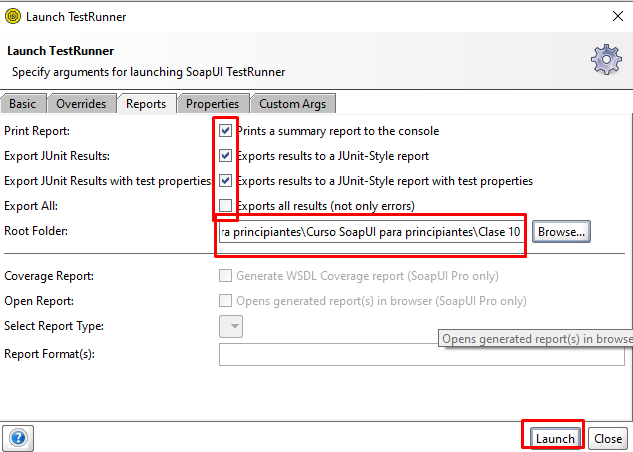 Launch TestRunner
Launch TestRunner
Specify arguments for launching SoapUI TestRunner
Basic Overrides Reports Properties Custom Args
Print Report: Prints a summary report to the console
Export JUnit Results: Exports results to a JUnit-Style report
Export JUnit Results with test properties Exports results to a JUnit-Style report with test properties
Export All: Exports all results (not only errors)
Root Folder: ra principiantes\Curso SoapUI para principiantes\Clase 10 Browse...
Coverage Report: Generate WSDL Coverage report (SoapUI Pro only)
Open Report: Opens generated report(s) in browser (SoapUI Pro only)
Select Report Type:
Opens generated report(s) in browse
Report Format(s):
Launch Close